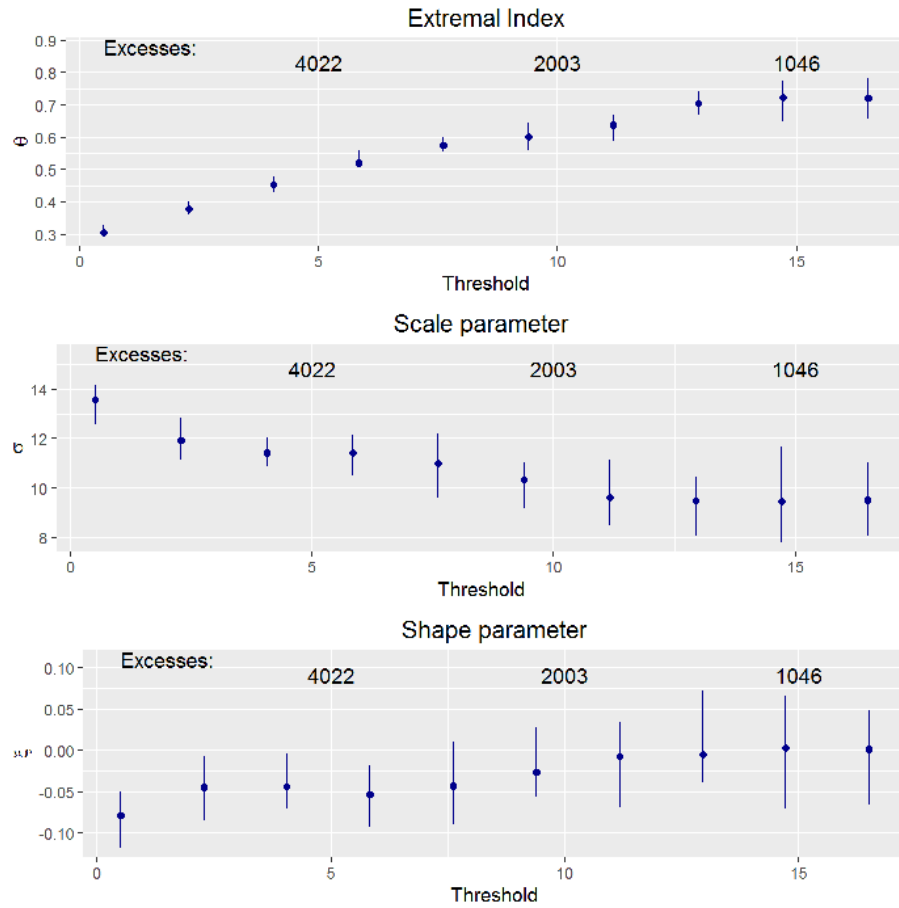 Extremal Index
Excesses:
4022 2003 1046
0.9
0.8
0.7
0.6
0.5
0.4
0.3
θ
0 5 10 15
Threshold
Scale parameter
Excesses:
4022 2003 1046
14
12
10
8
σ
0 5 10 15
Threshold
Shape parameter
Excesses:
4022 2003 1046
0.10
0.05
0.00
-0.05
-0.10
ξ
0 5 10 15
Threshold